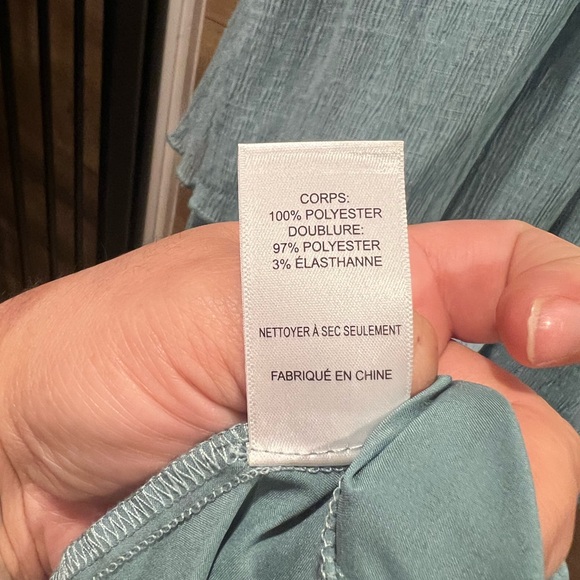 CORPS:
100% POLYESTER
DOUBLURE:
97% POLYESTER
3% ÉLASTHANNE
NETTOYER À SEC SEULEMENT
FABRIQUÉ EN CHINE